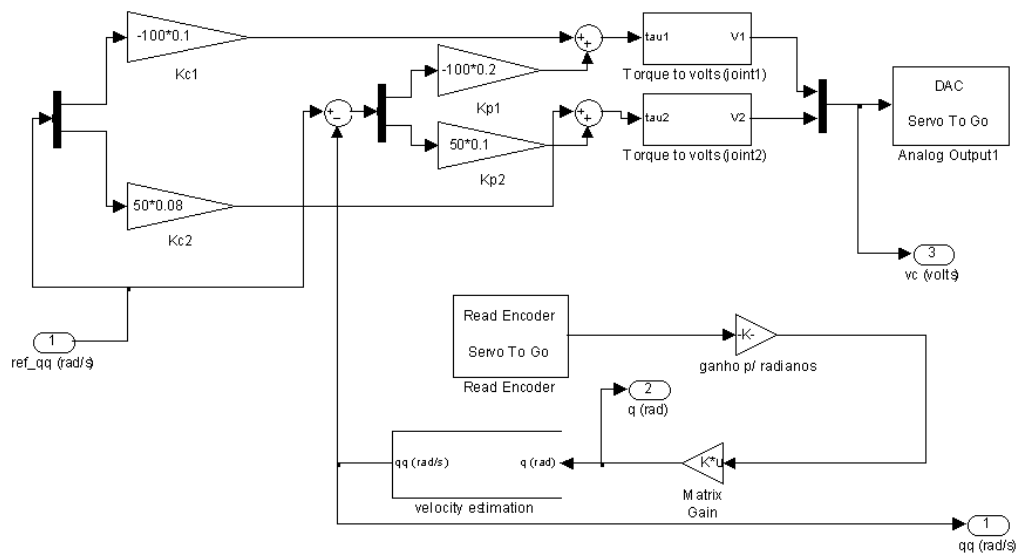 -100*0.1
Kc1
-100*0.2
Kp1
+
+
tau1
V1
Torque to volts(joint1)
DAC
Servo To Go
Analog Output1
+
−
50*0.1
Kp2
+
+
tau2
V2
Torque to volts(joint2)
50*0.08
Kc2
3
vc (volts)
1
ref_qq (rad/s)
Read Encoder
Servo To Go
Read Encoder
-K-
ganho p/ radianos
2
q (rad)
qq (rad/s)
q (rad)
velocity estimation
K*u
Matrix
Gain
1
qq (rad/s)